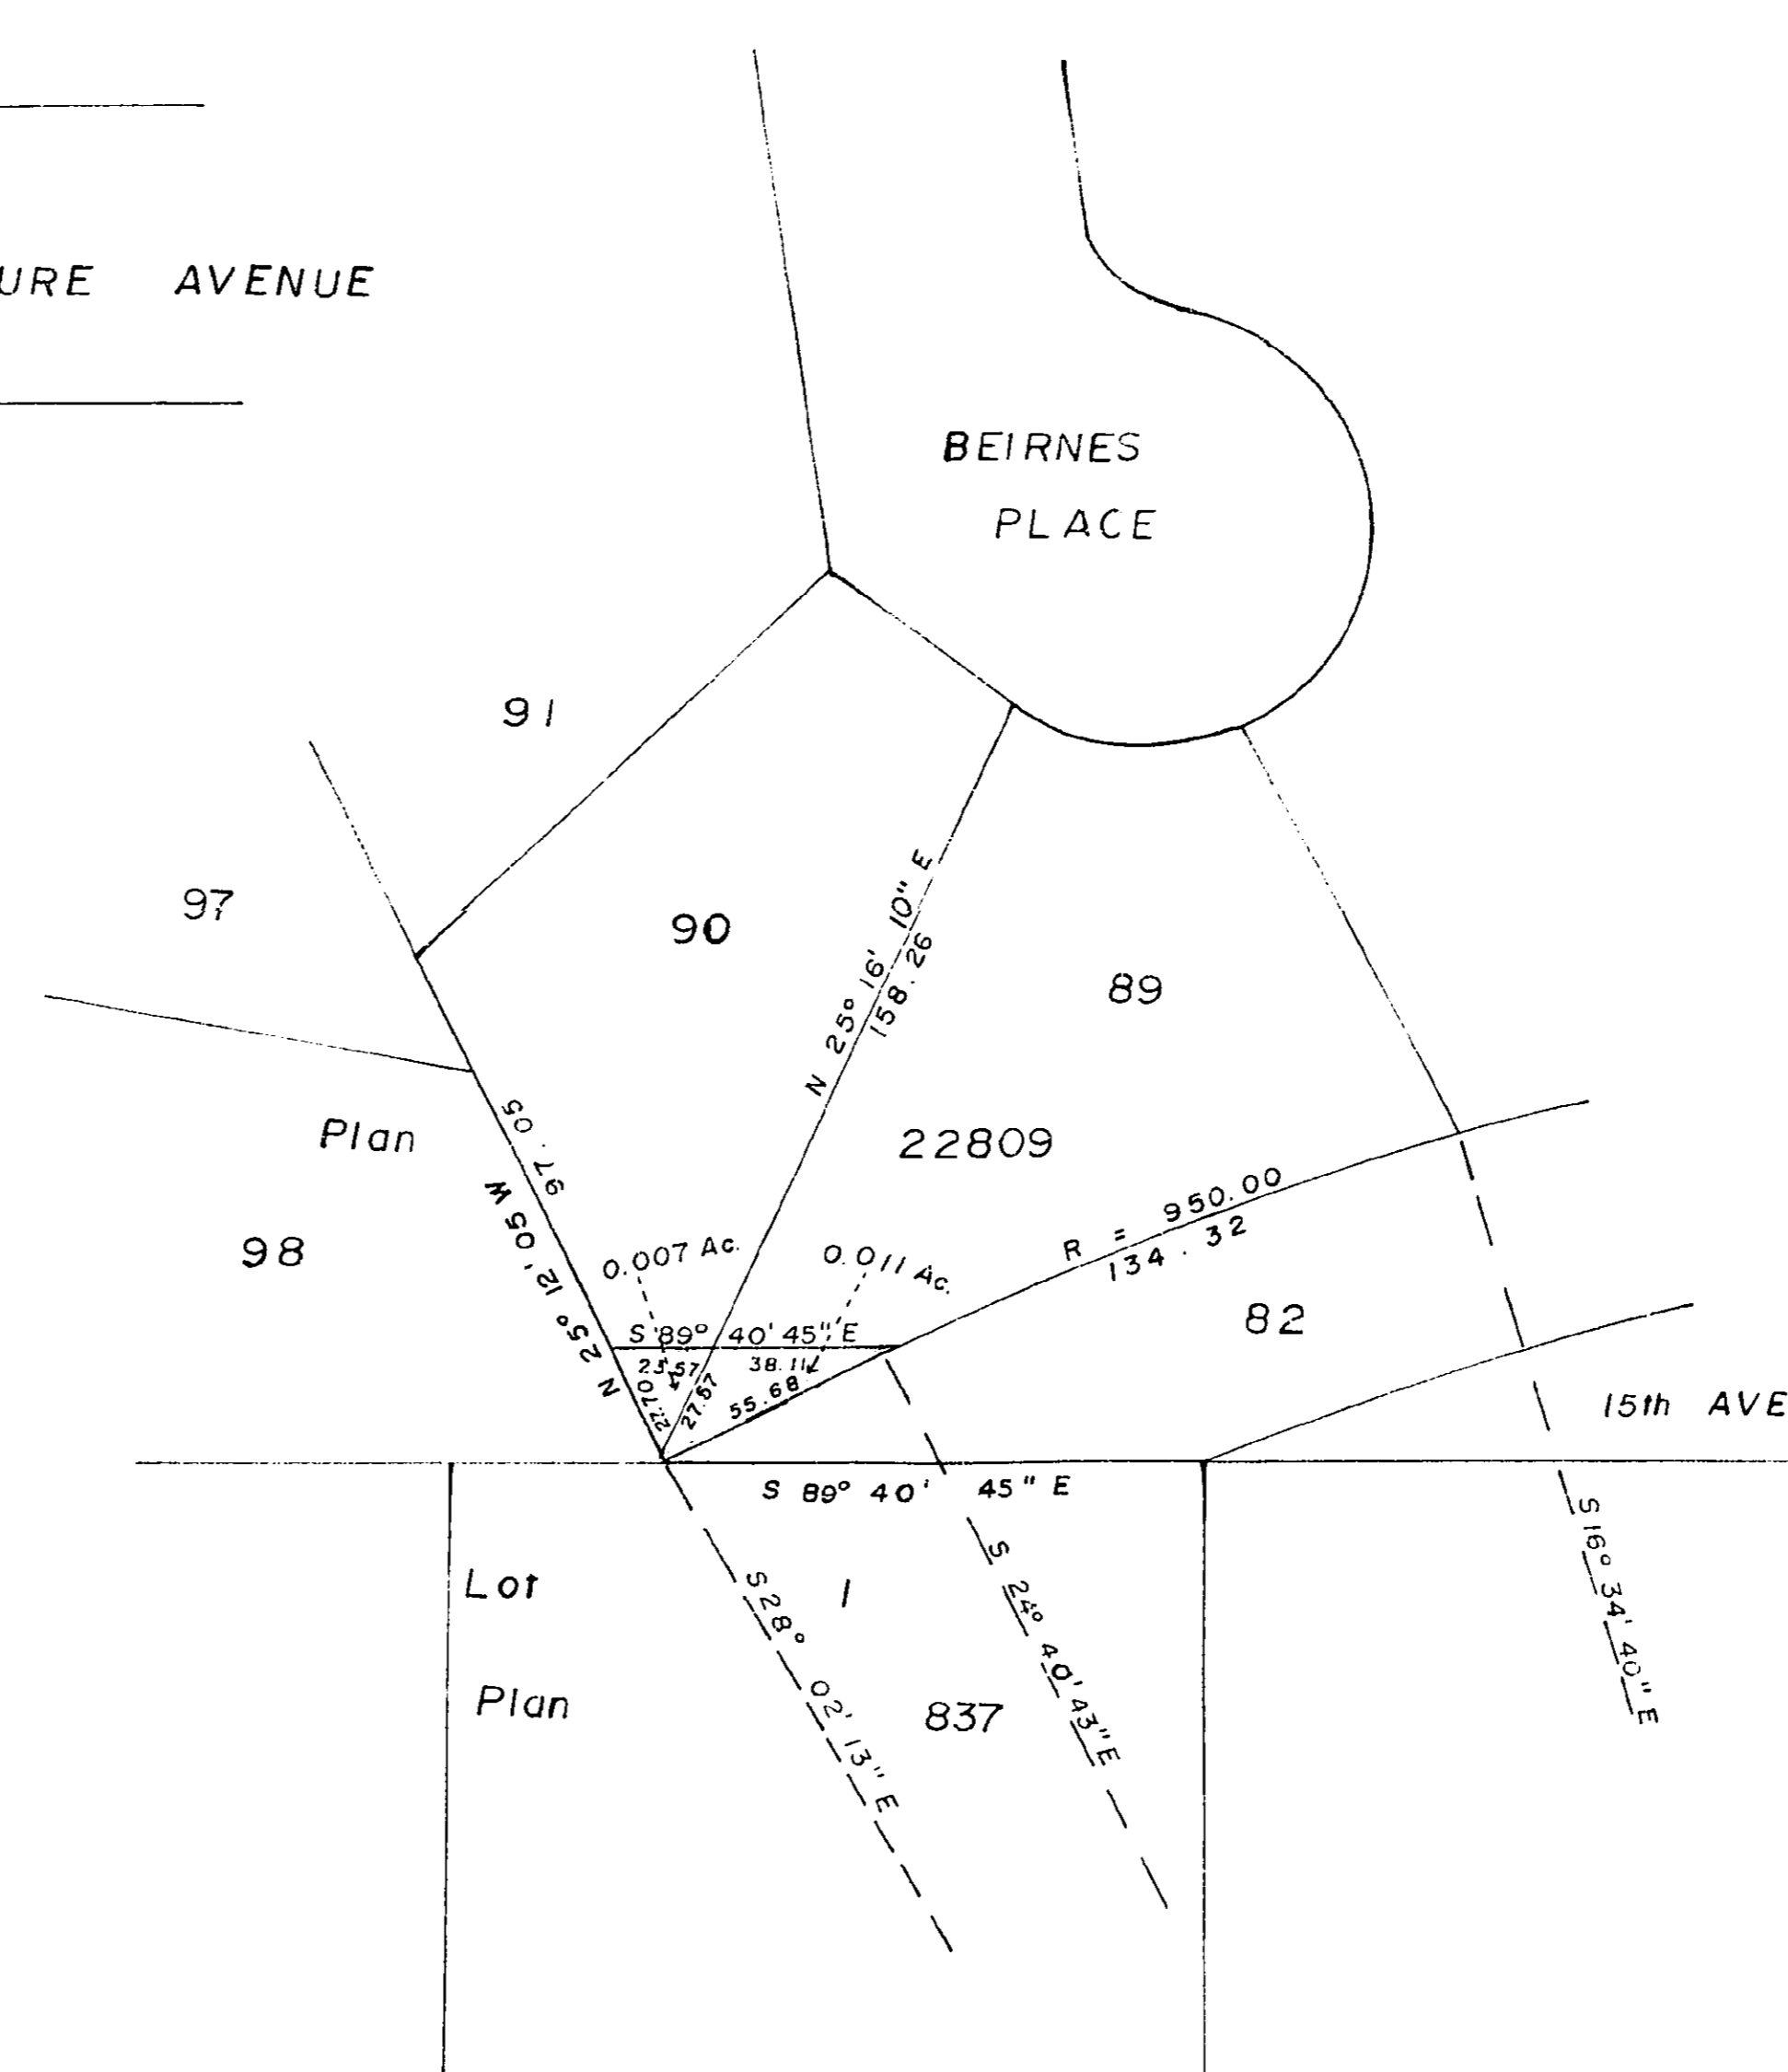 URE AVENUE
BEIRNES
PLACE
91
97
90
89
N 25° 16' 10" E
158.26
Plan
22809
97.05
N 25° 12' 05" W
98
R = 950.00
134.32
0.007 Ac.
0.011 Ac.
82
S 89° 40' 45" E
38.11
27.70
27.57
55.68
15th AVE
S 89° 40' 45" E
Lot 1
Plan 837
S 28° 02' 13" E
S 24° 40' 43" E
S 16° 34' 40" E